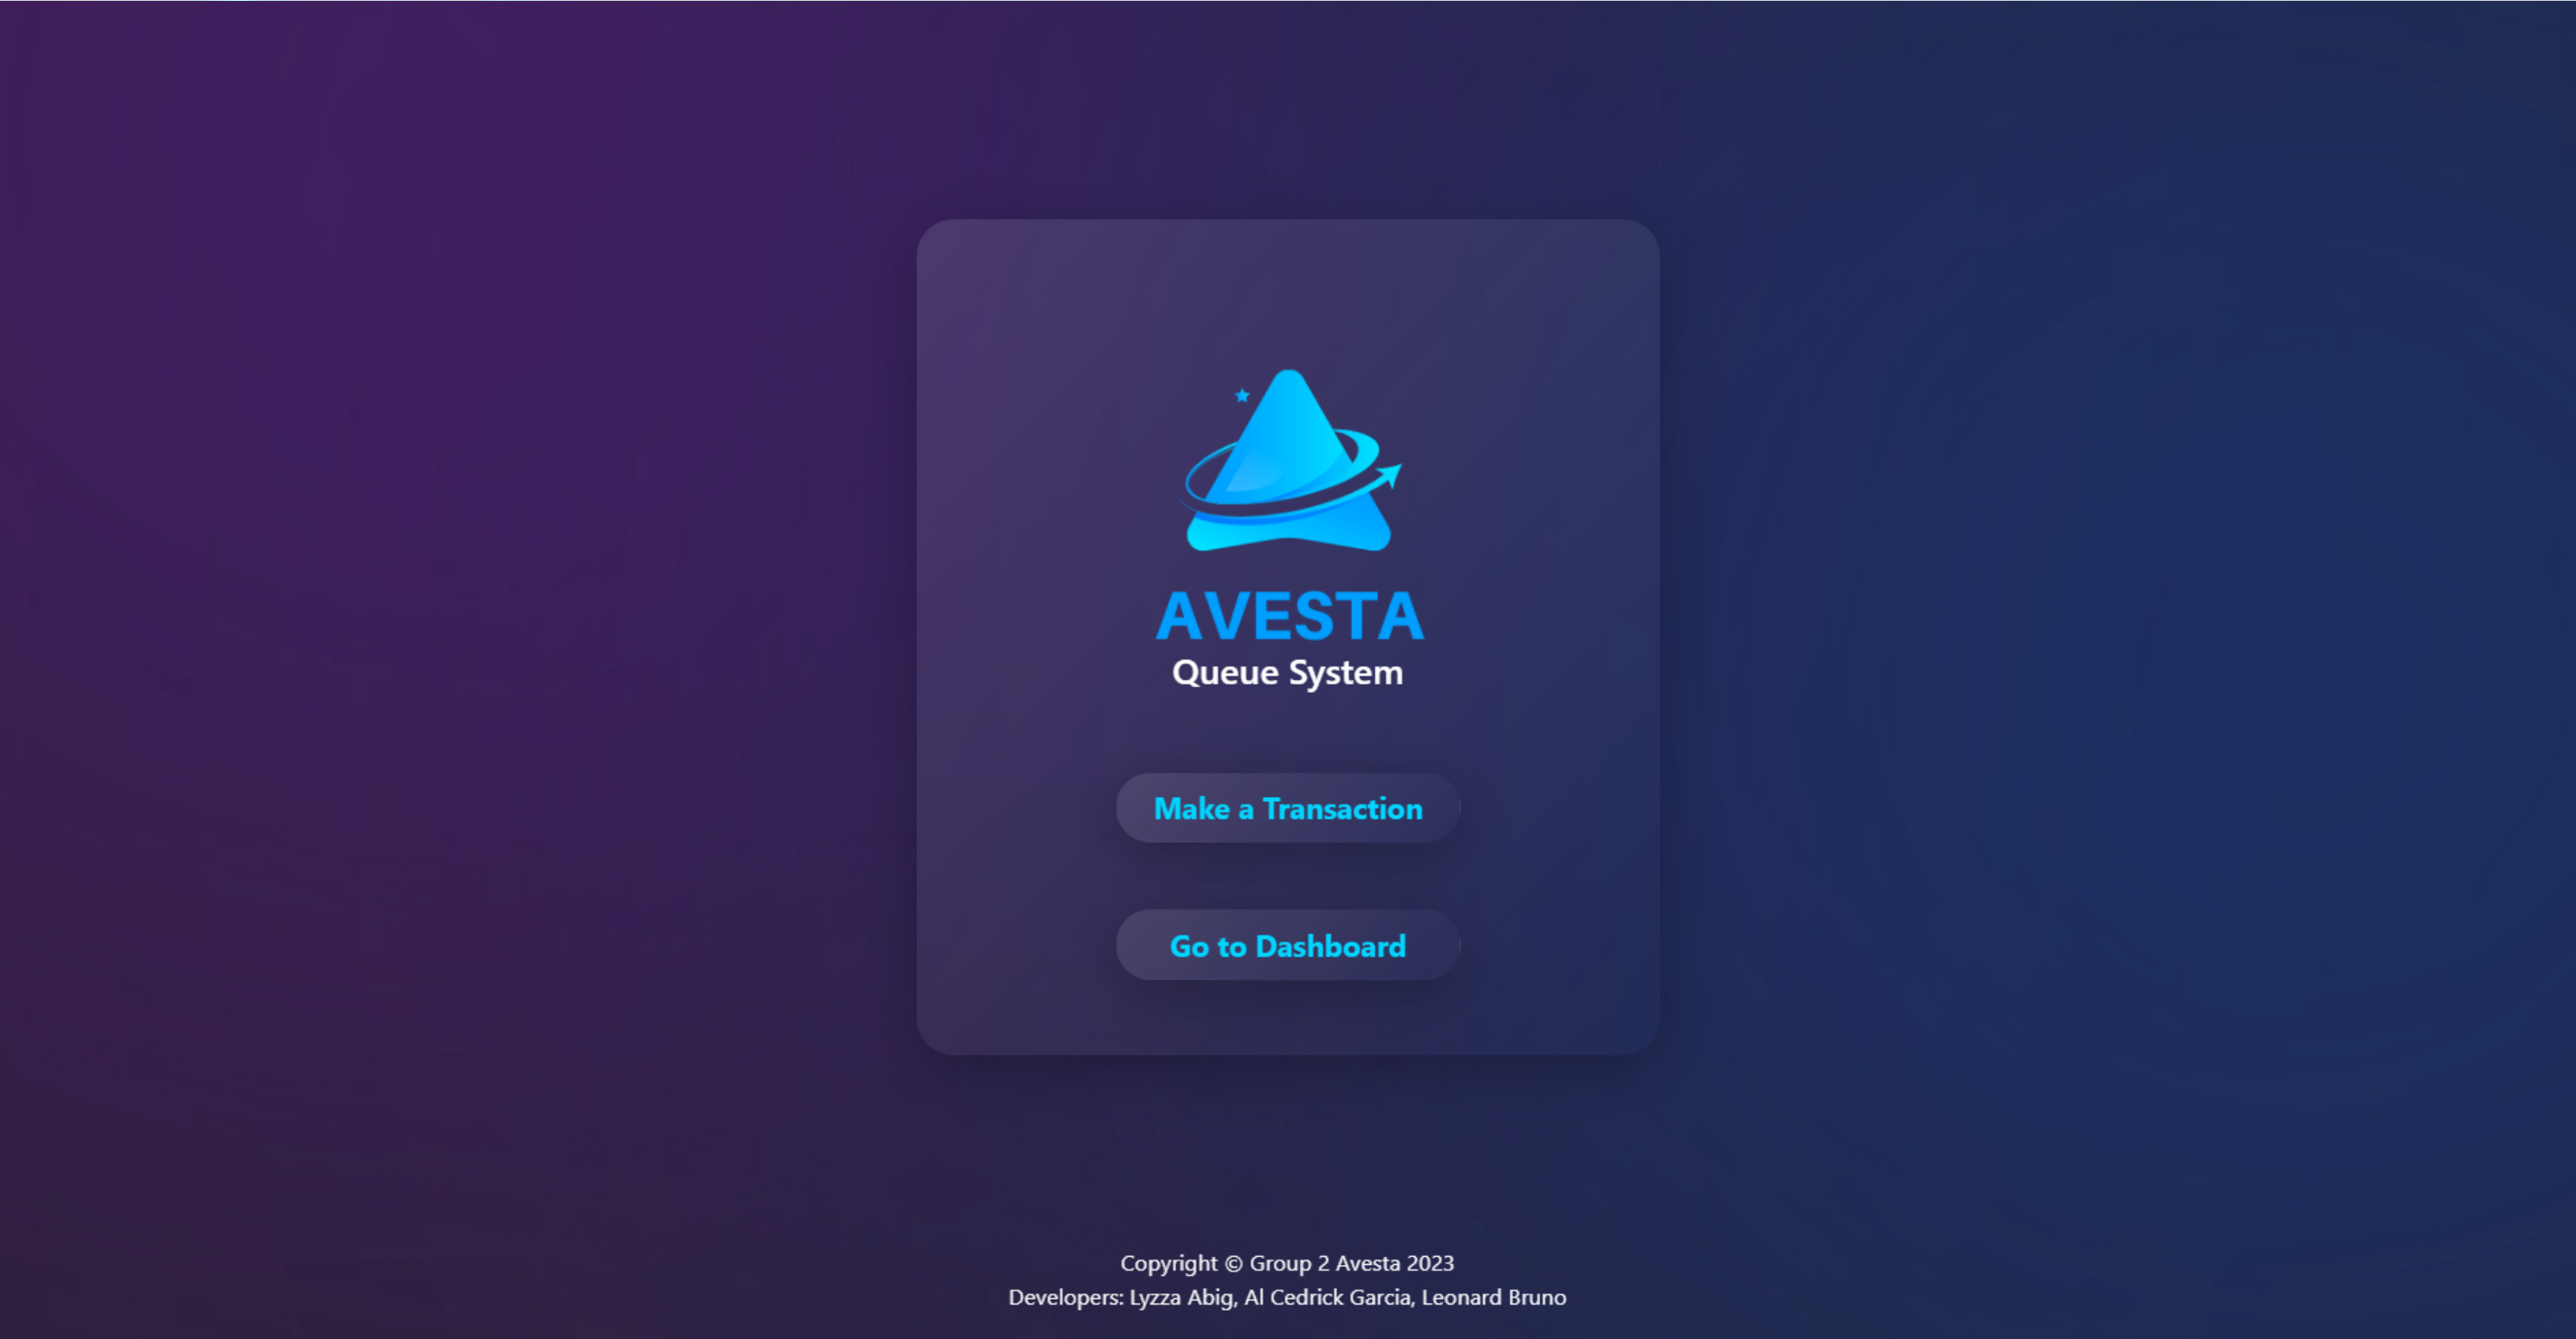 AVESTA
Queue System
Make a Transaction
Go to Dashboard
Copyright © Group 2 Avesta 2023
Developers: Lyzza Abig, Al Cedrick Garcia, Leonard Bruno